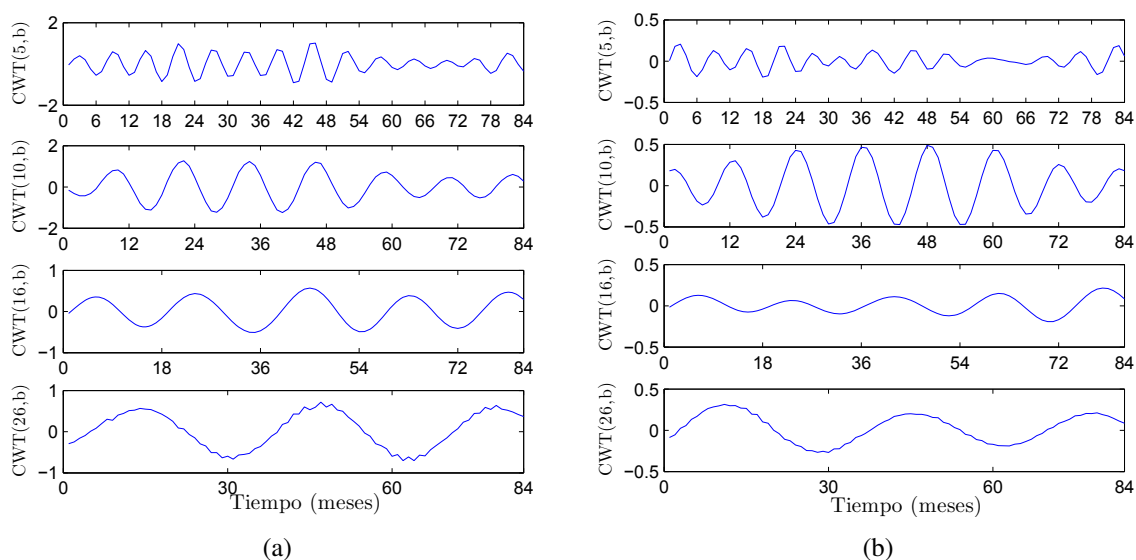 CWT(5,b)
2
0
−2
0 6 12 18 24 30 36 42 48 54 60 66 72 78 84
CWT(10,b)
2
0
−2
0 12 24 36 48 60 72 84
CWT(16,b)
1
0
−1
0 18 36 54 72 84
CWT(26,b)
1
0
−1
0 30 60 84
Tiempo (meses)
(a)
CWT(5,b)
0.5
0
−0.5
0 6 12 18 24 30 36 42 48 54 60 66 72 78 84
CWT(10,b)
0.5
0
−0.5
0 12 24 36 48 60 72 84
CWT(16,b)
0.5
0
−0.5
0 18 36 54 72 84
CWT(26,b)
0.5
0
−0.5
0 30 60 84
Tiempo (meses)
(b)